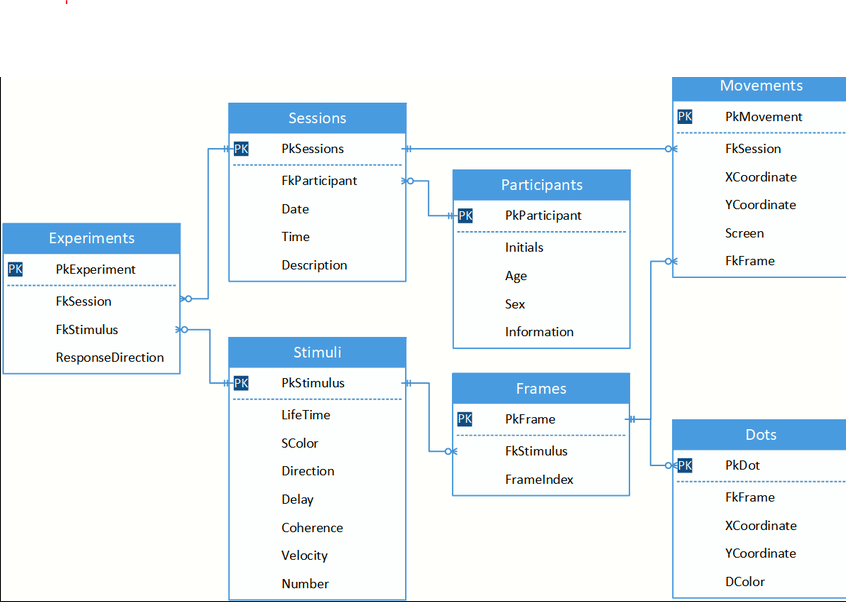 Movements
PK PkMovement
FkSession
XCoordinate
YCoordinate
Screen
FkFrame
Sessions
PK PkSessions
FkParticipant
Date
Time
Description
Participants
PK PkParticipant
Initials
Age
Sex
Information
Experiments
PK PkExperiment
FkSession
FkStimulus
ResponseDirection
Stimuli
PK PkStimulus
LifeTime
SColor
Direction
Delay
Coherence
Velocity
Number
Frames
PK PkFrame
FkStimulus
FrameIndex
Dots
PK PkDot
FkFrame
XCoordinate
YCoordinate
DColor